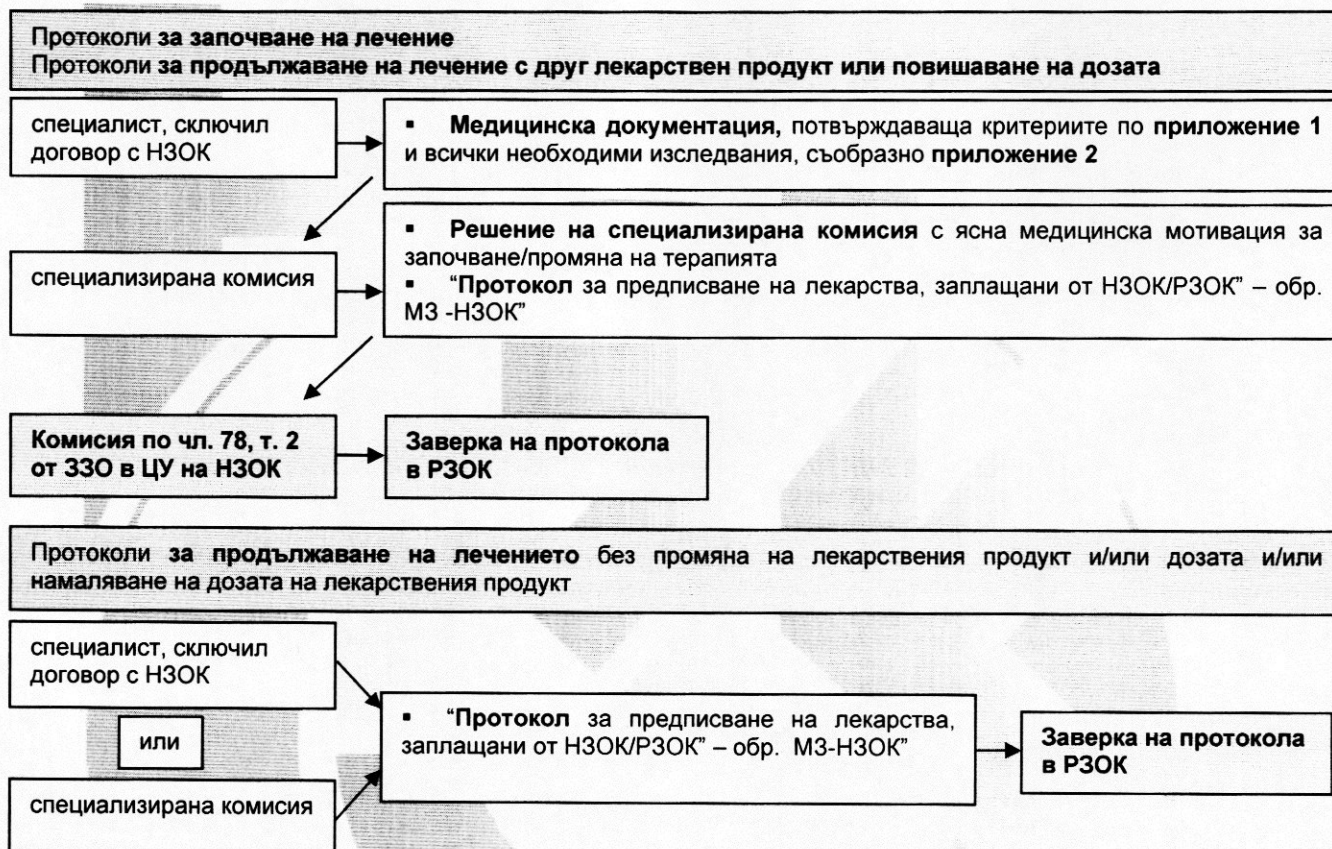 Протоколи за започване на лечение
Протоколи за продължаване на лечение с друг лекарствен продукт или повишаване на дозата
специалист, сключил
договор с НЗОК
▪ Медицинска документация, потвърждаваща критериите по приложение 1
и всички необходими изследвания, съобразно приложение 2
специализирана комисия
▪ Решение на специализирана комисия с ясна медицинска мотивация за
започване/промяна на терапията
▪ “Протокол за предписване на лекарства, заплащани от НЗОК/РЗОК” – обр.
МЗ -НЗОК”
Комисия по чл. 78, т. 2
от ЗЗО в ЦУ на НЗОК
Заверка на протокола
в РЗОК
Протоколи за продължаване на лечението без промяна на лекарствения продукт и/или дозата и/или
намаляване на дозата на лекарствения продукт
специалист, сключил
договор с НЗОК
или
специализирана комисия
▪ “Протокол за предписване на лекарства,
заплащани от НЗОК/РЗОК” – обр. МЗ-НЗОК”
Заверка на протокола
в РЗОК